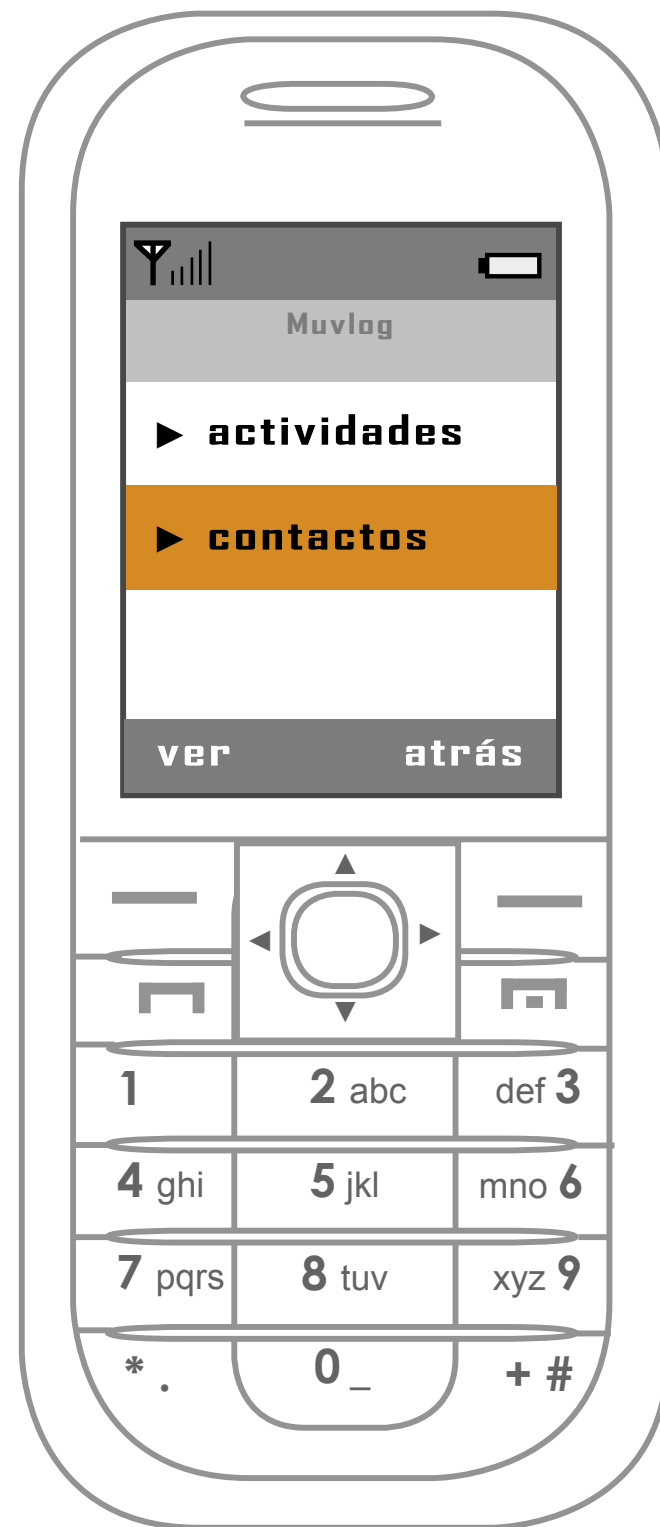 Muvlog
► actividades
► contactos
ver atrás
1 2 abc def 3
4 ghi 5 jkl mno 6
7 pqrs 8 tuv xyz 9
* . 0 _ + #